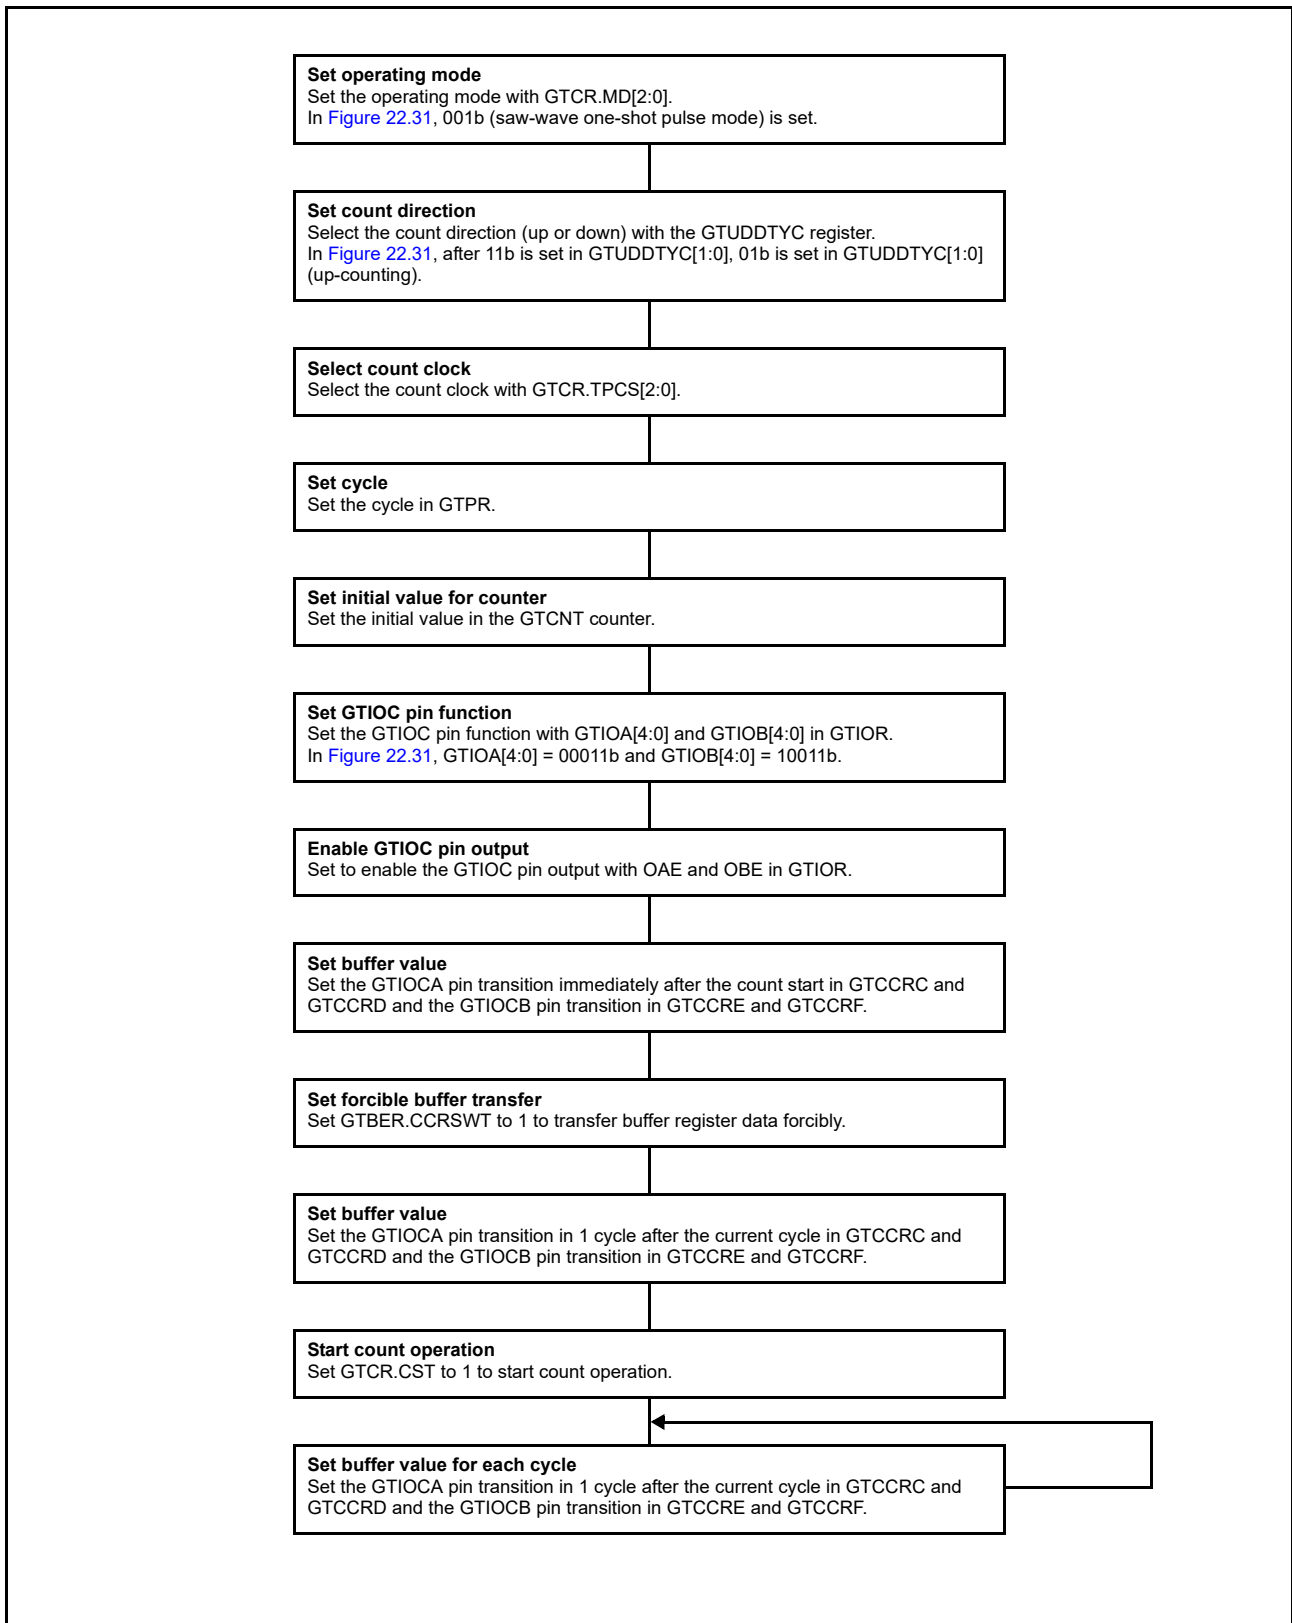 Set operating mode
Set the operating mode with GTCR.MD[2:0].
In Figure 22.31, 001b (saw-wave one-shot pulse mode) is set.
Set count direction
Select the count direction (up or down) with the GTUDDTYC register.
In Figure 22.31, after 11b is set in GTUDDTYC[1:0], 01b is set in GTUDDTYC[1:0]
(up-counting).
Select count clock
Select the count clock with GTCR.TPCS[2:0].
Set cycle
Set the cycle in GTPR.
Set initial value for counter
Set the initial value in the GTCNT counter.
Set GTIOC pin function
Set the GTIOC pin function with GTIOA[4:0] and GTIOB[4:0] in GTIOR.
In Figure 22.31, GTIOA[4:0] = 00011b and GTIOB[4:0] = 10011b.
Enable GTIOC pin output
Set to enable the GTIOC pin output with OAE and OBE in GTIOR.
Set buffer value
Set the GTIOCA pin transition immediately after the count start in GTCCRC and
GTCCRD and the GTIOCB pin transition in GTCCRE and GTCCRF.
Set forcible buffer transfer
Set GTBER.CCRSWT to 1 to transfer buffer register data forcibly.
Set buffer value
Set the GTIOCA pin transition in 1 cycle after the current cycle in GTCCRC and
GTCCRD and the GTIOCB pin transition in GTCCRE and GTCCRF.
Start count operation
Set GTCR.CST to 1 to start count operation.
Set buffer value for each cycle
Set the GTIOCA pin transition in 1 cycle after the current cycle in GTCCRC and
GTCCRD and the GTIOCB pin transition in GTCCRE and GTCCRF.